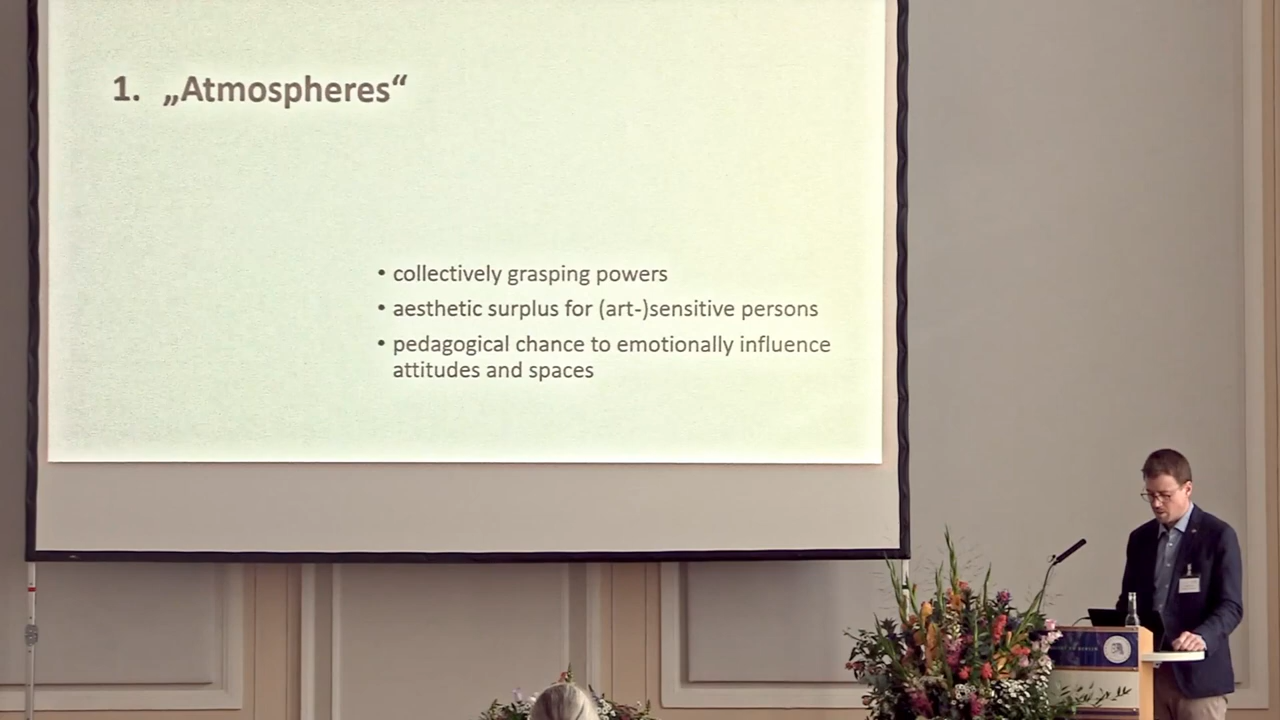 1. „Atmospheres“
• collectively grasping powers
• aesthetic surplus for (art-)sensitive persons
• pedagogical chance to emotionally influence
attitudes and spaces